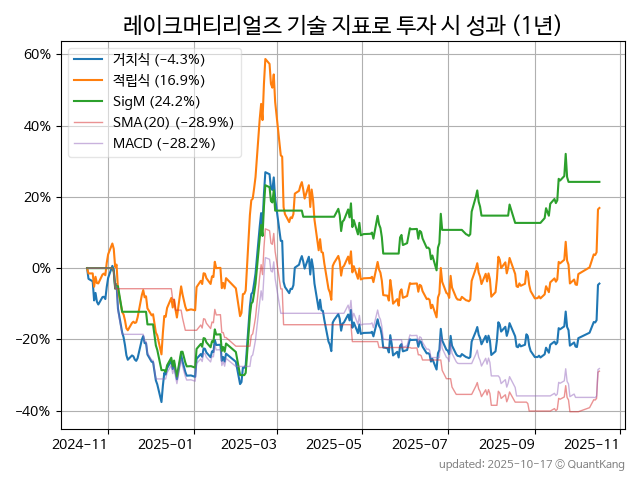 레이크머티리얼즈 기술 지표로 투자 시 성과 (1년)
거치식 (−4.3%)
적립식 (16.9%)
SigM (24.2%)
SMA(20) (−28.9%)
MACD (−28.2%)
60%
40%
20%
0%
−20%
−40%
2024-11 2025-01 2025-03 2025-05 2025-07 2025-09 2025-11
updated: 2025-10-17 © QuantKang